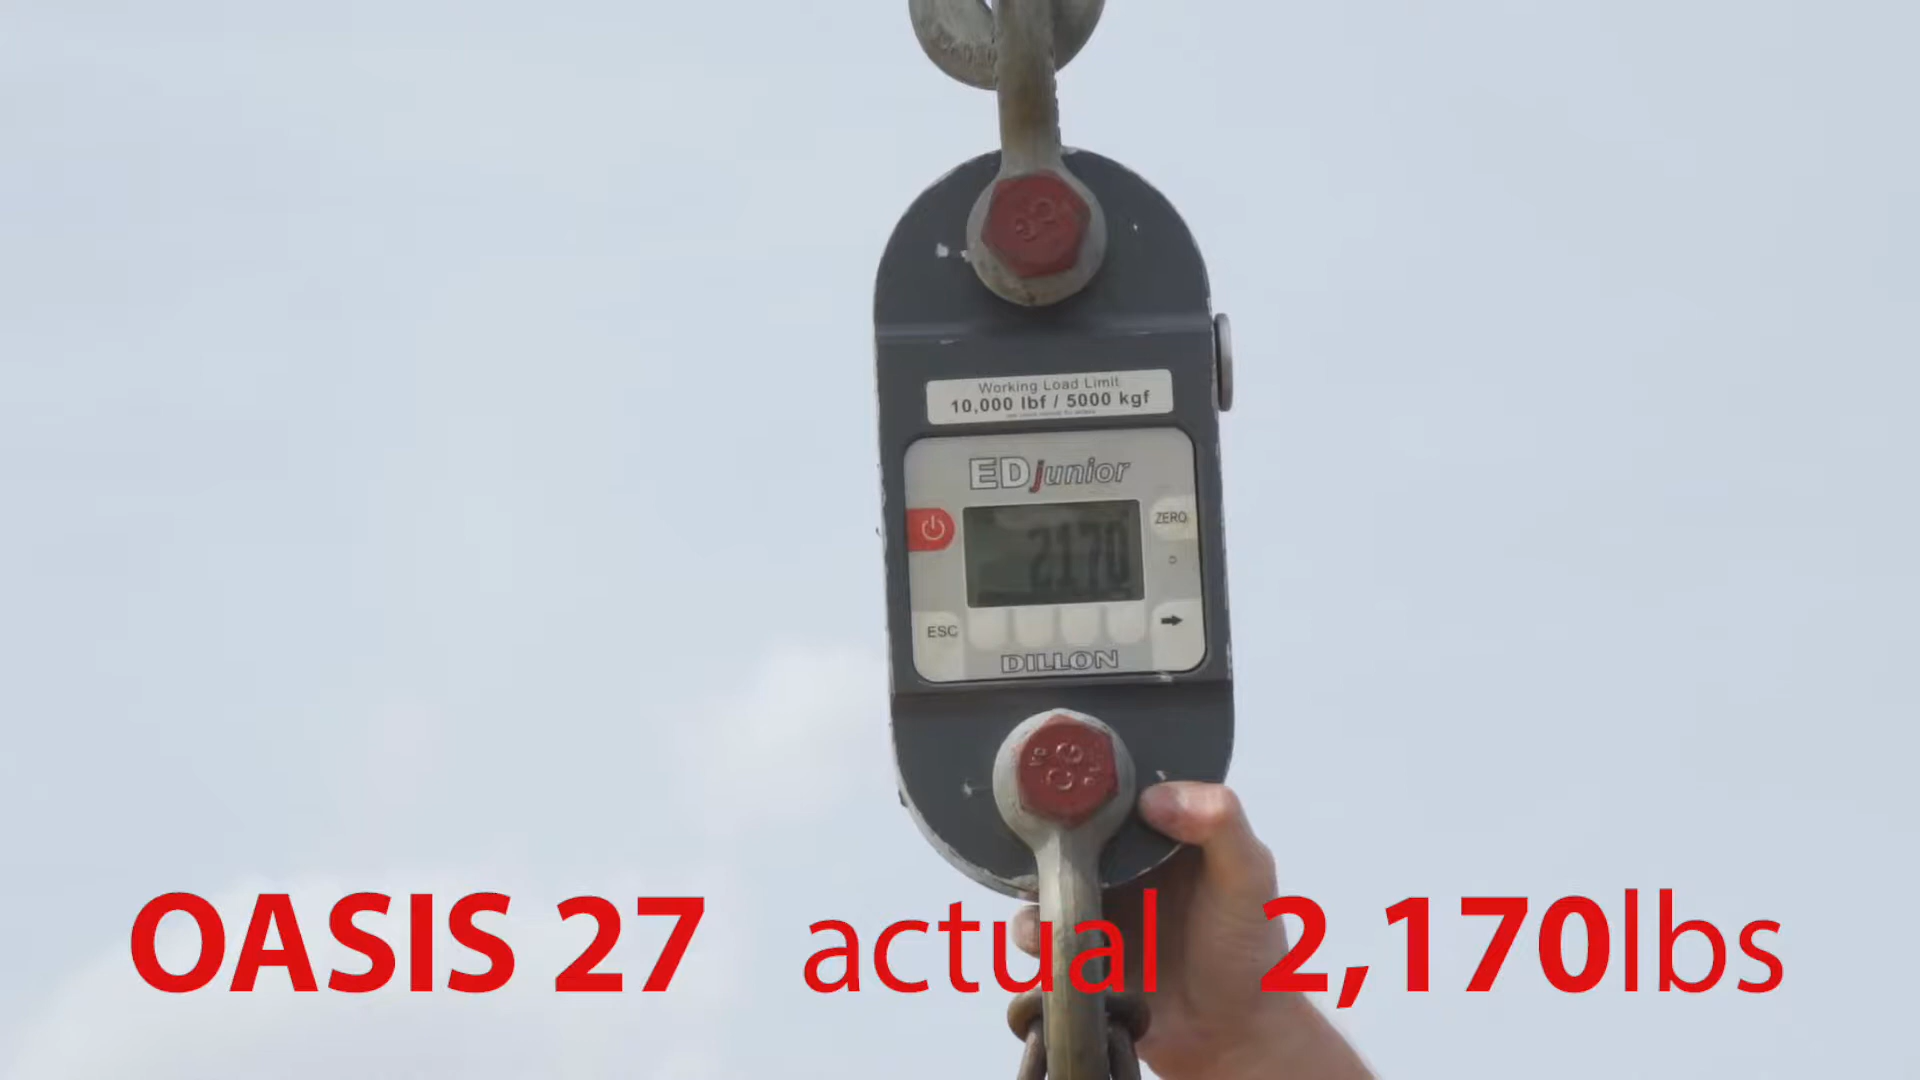 Working Load Limit
10,000 lbf / 5000 kgf
EDjunior
ZERO
2170
ESC
DILLON
OASIS 27 actual 2,170lbs